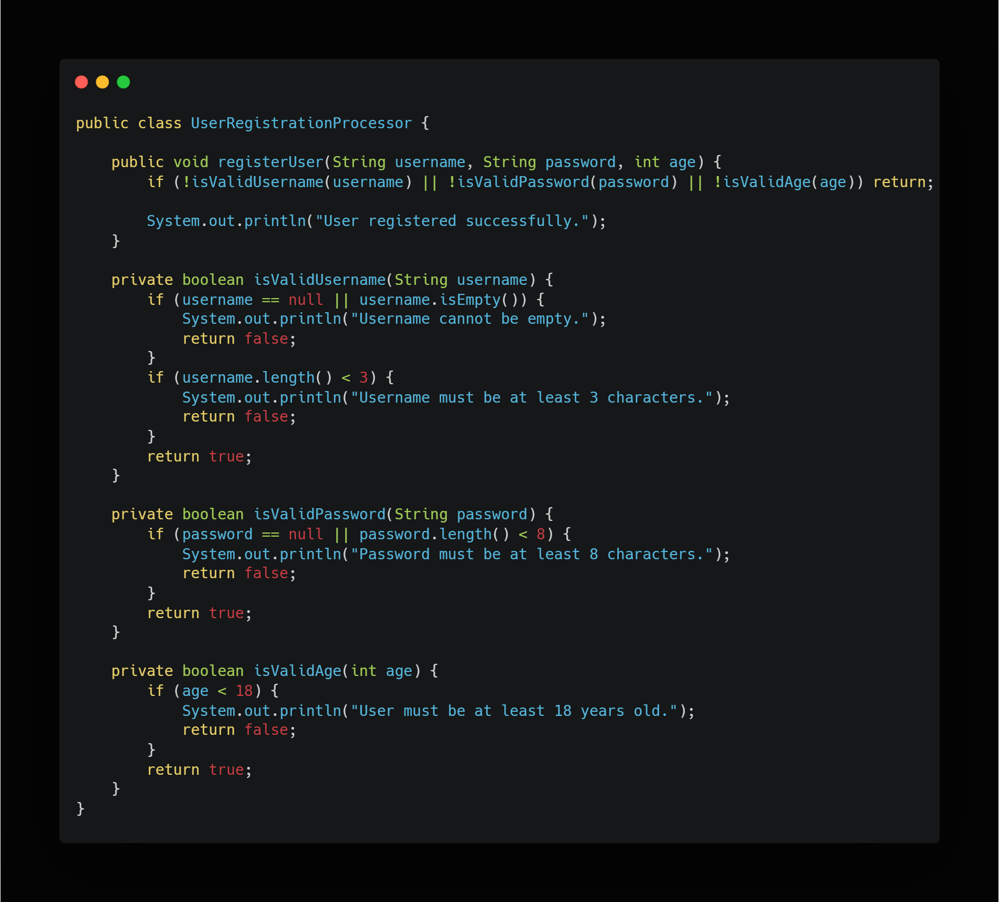 public class UserRegistrationProcessor {

    public void registerUser(String username, String password, int age) {
        if (!isValidUsername(username) || !isValidPassword(password) || !isValidAge(age)) return;

        System.out.println("User registered successfully.");
    }

    private boolean isValidUsername(String username) {
        if (username == null || username.isEmpty()) {
            System.out.println("Username cannot be empty.");
            return false;
        }
        if (username.length() < 3) {
            System.out.println("Username must be at least 3 characters.");
            return false;
        }
        return true;
    }

    private boolean isValidPassword(String password) {
        if (password == null || password.length() < 8) {
            System.out.println("Password must be at least 8 characters.");
            return false;
        }
        return true;
    }

    private boolean isValidAge(int age) {
        if (age < 18) {
            System.out.println("User must be at least 18 years old.");
            return false;
        }
        return true;
    }
}